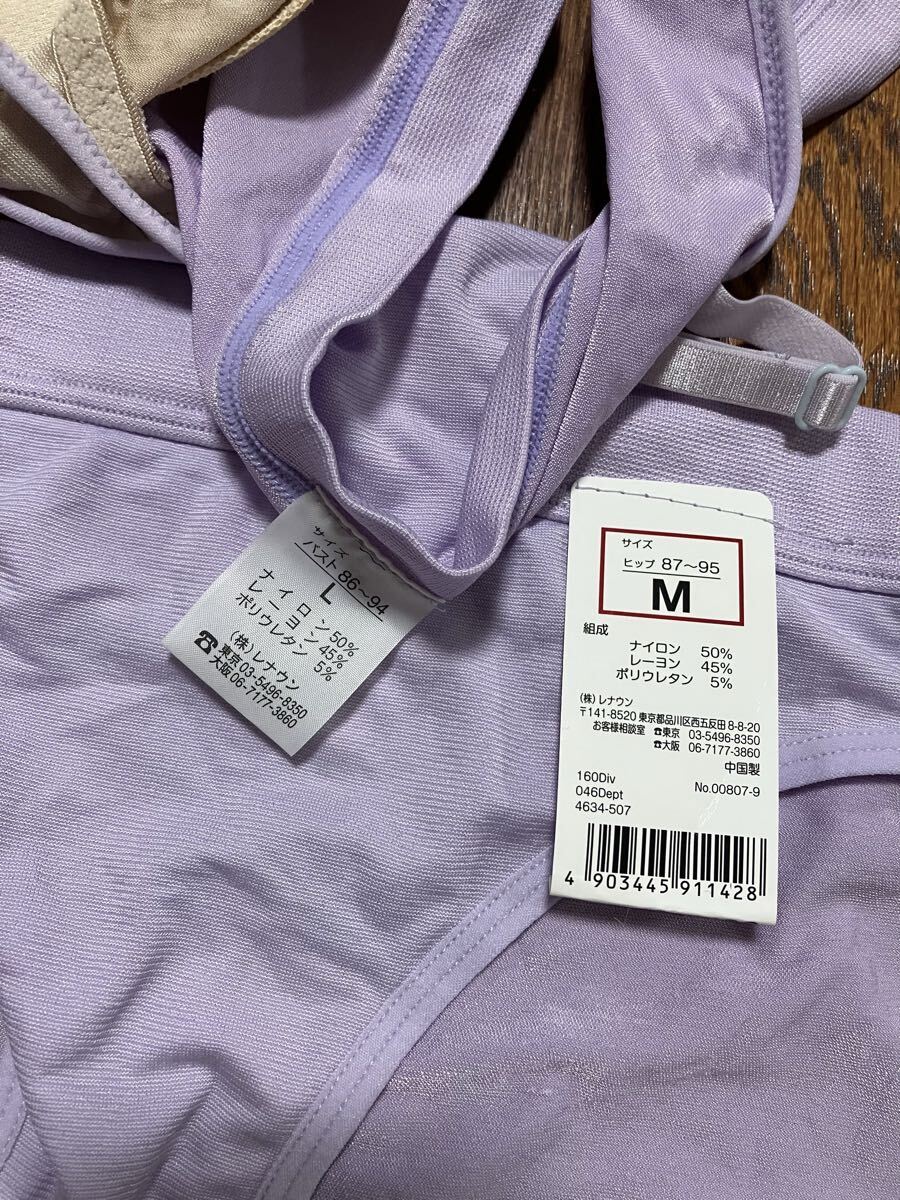 サイズ
バスト 86～94
L
ナイロン 50%
レーヨン 45%
ポリウレタン 5%
(株)レナウン
☎東京03-5496-8350
大阪06-7177-3860
サイズ
ヒップ 87～95
M
組成
ナイロン 50%
レーヨン 45%
ポリウレタン 5%
(株)レナウン
〒141-8520 東京都品川区西五反田 8-8-20
お客様相談室 ☎東京 03-5496-8350
☎大阪 06-7177-3860
中国製
160Div
046Dept No.00807-9
4634-507
4 903445 911428